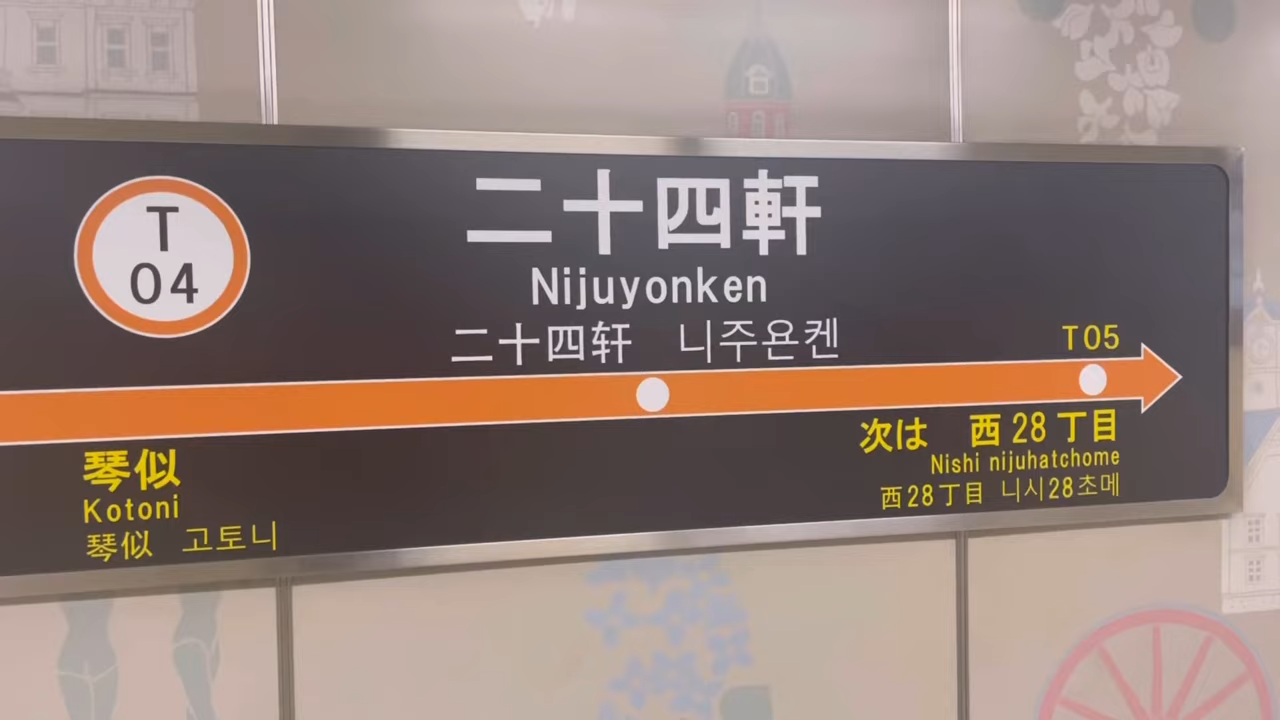 T
04
二十四軒
Nijuyonken
二十四轩 니주욘켄
T05
琴似
Kotoni
琴似 고토니
次は 西28丁目
Nishi nijuhatchome
西28丁目 니시28초메